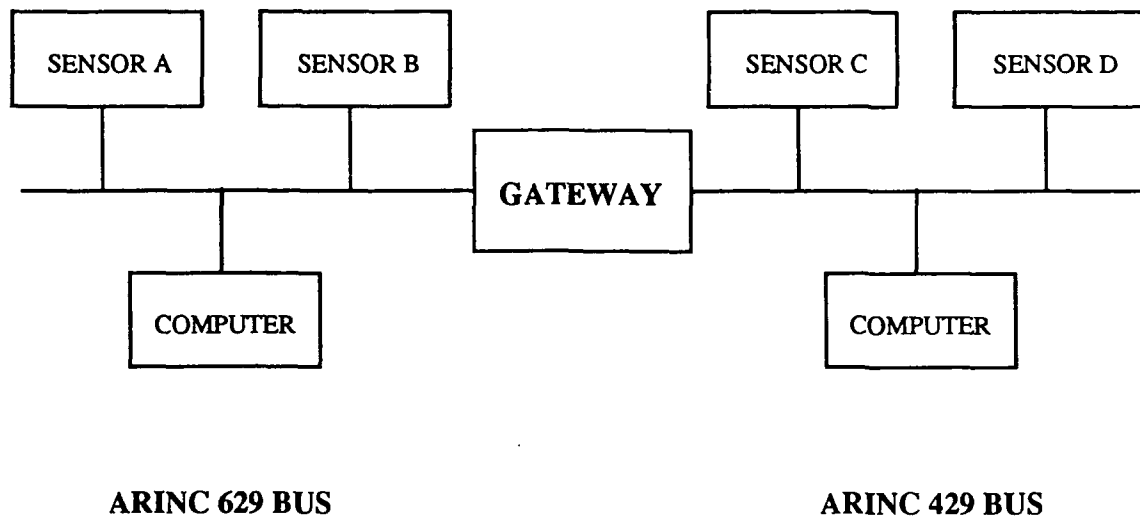 SENSOR A
SENSOR B
SENSOR C
SENSOR D
GATEWAY
COMPUTER
COMPUTER
ARINC 629 BUS
ARINC 429 BUS